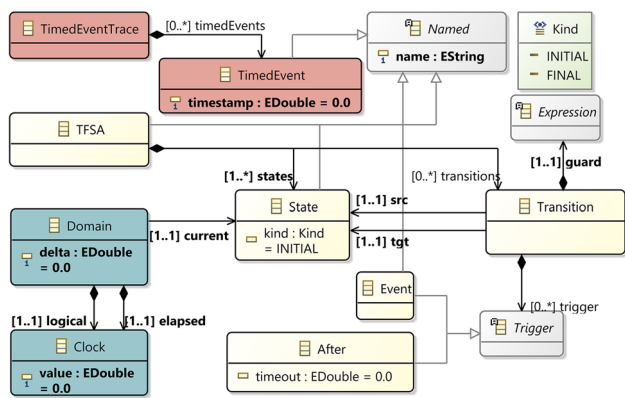 TimedEventTrace
[0..*] timedEvents
Named
name : EString
Kind
INITIAL
FINAL
TimedEvent
timestamp : EDouble = 0.0
TFSA
Expression
[1..1] guard
[1..*] states
[0..*] transitions
State
kind : Kind
= INITIAL
[1..1] src
[1..1] tgt
Transition
Domain
delta : EDouble
= 0.0
[1..1] current
Event
[0..*] trigger
Trigger
[1..1] logical
[1..1] elapsed
Clock
value : EDouble
= 0.0
After
timeout : EDouble = 0.0